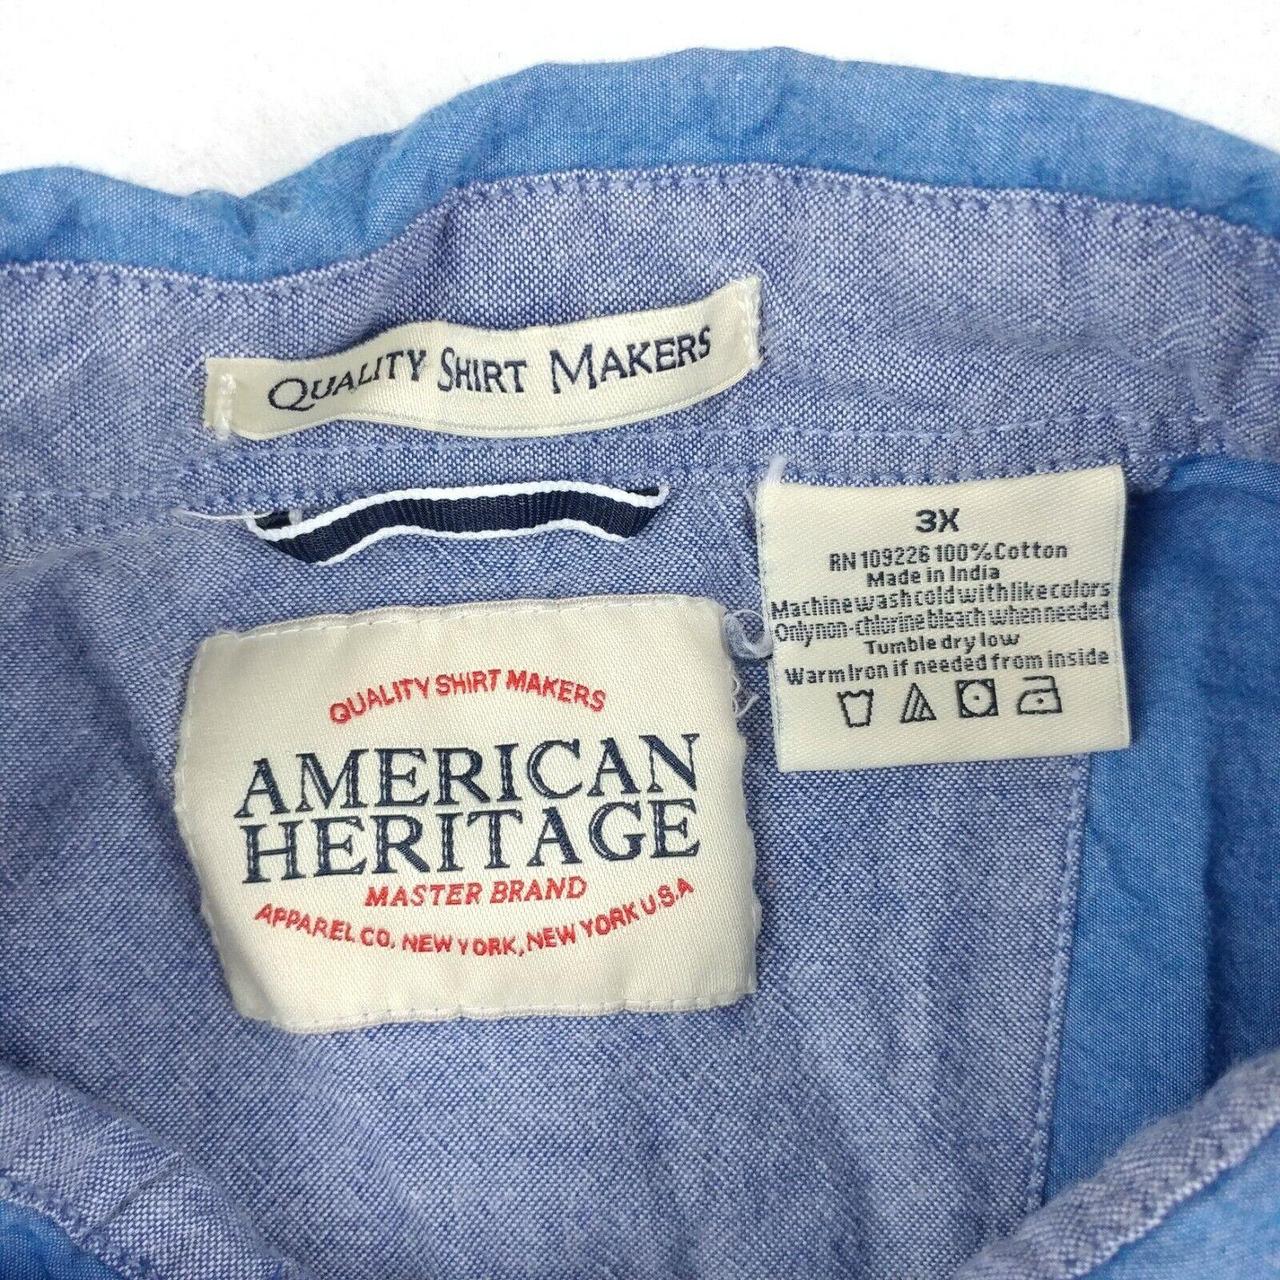 QUALITY SHIRT MAKERS
3X
RN 109226 100% Cotton
Made in India
Machine wash cold with like colors
Only non-chlorine bleach when needed
Tumble dry low
Warm Iron if needed from inside
QUALITY SHIRT MAKERS
AMERICAN
HERITAGE
MASTER BRAND
APPAREL CO. NEW YORK, NEW YORK U.S.A